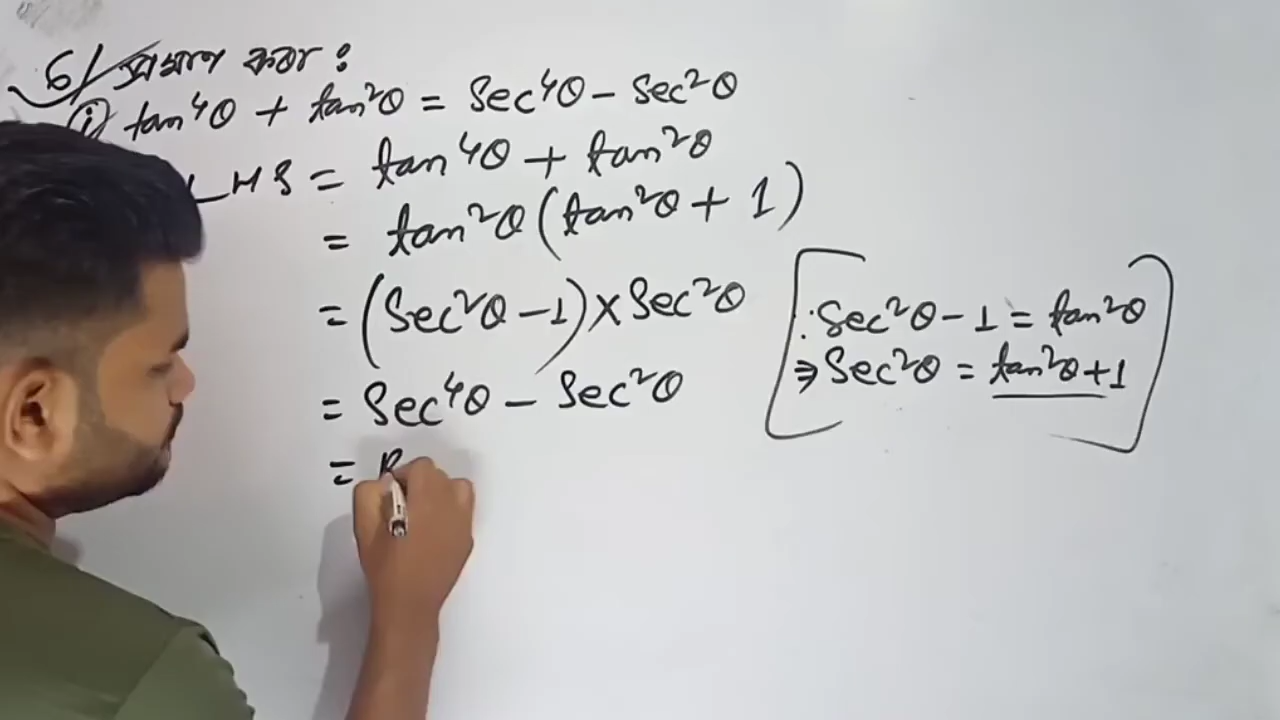 6/ প্রমাণ কৰা :
i) tan⁴θ + tan²θ = Sec⁴θ - Sec²θ
LHS = tan⁴θ + tan²θ
= tan²θ (tan²θ + 1)
= (Sec²θ - 1) × Sec²θ
[∵ Sec²θ - 1 = tan²θ
⇒ Sec²θ = tan²θ + 1]
= Sec⁴θ - Sec²θ
= R